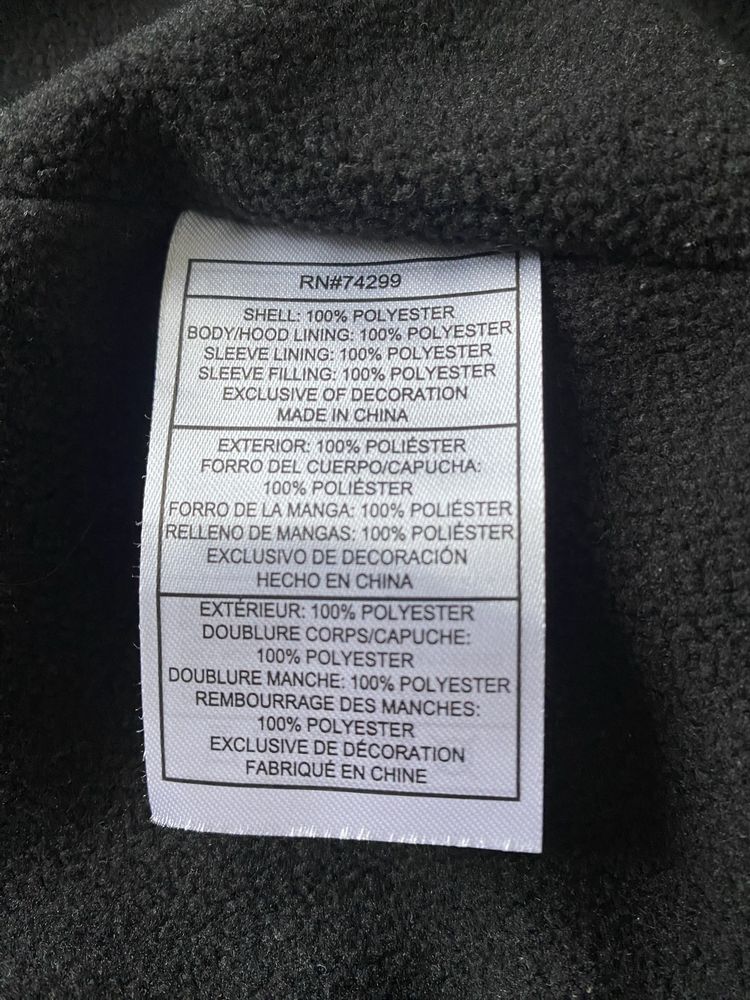 RN#74299
SHELL: 100% POLYESTER
BODY/HOOD LINING: 100% POLYESTER
SLEEVE LINING: 100% POLYESTER
SLEEVE FILLING: 100% POLYESTER
EXCLUSIVE OF DECORATION
MADE IN CHINA
EXTERIOR: 100% POLIÉSTER
FORRO DEL CUERPO/CAPUCHA:
100% POLIÉSTER
FORRO DE LA MANGA: 100% POLIÉSTER
RELLENO DE MANGAS: 100% POLIÉSTER
EXCLUSIVO DE DECORACIÓN
HECHO EN CHINA
EXTÉRIEUR: 100% POLYESTER
DOUBLURE CORPS/CAPUCHE:
100% POLYESTER
DOUBLURE MANCHE: 100% POLYESTER
REMBOURRAGE DES MANCHES:
100% POLYESTER
EXCLUSIVE DE DÉCORATION
FABRIQUÉ EN CHINE